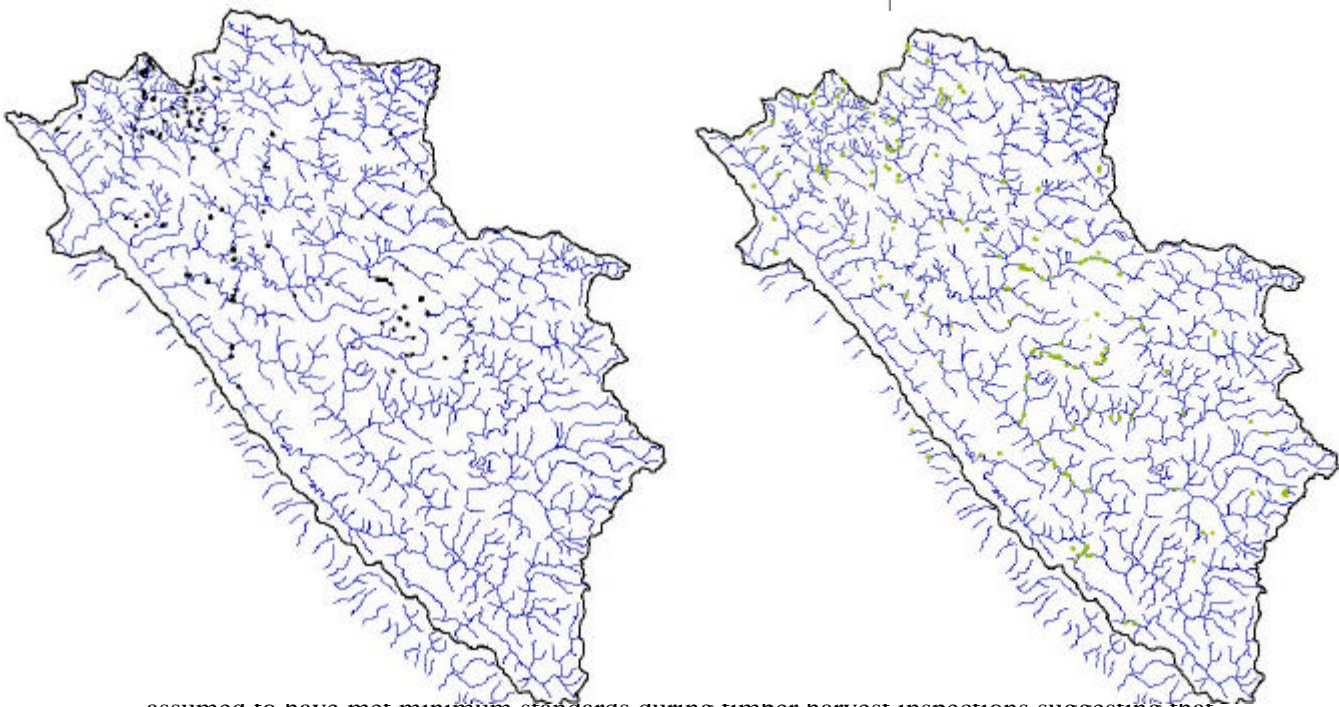 assumed to have met minimum standards during timber harvest inspections suggesting that